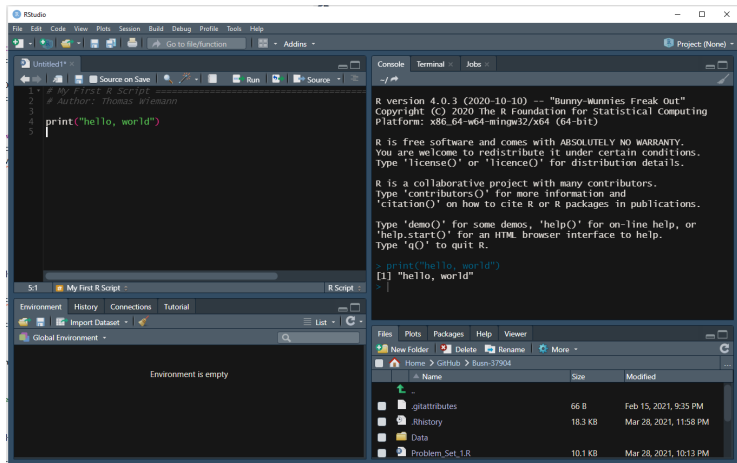 RStudio
File Edit Code View Plots Session Build Debug Profile Tools Help
Go to file/function Addins Project: (None)
Untitled1*
Source on Save Run Source
1 # My First R Script ====================================
2 # Author: Thomas Wiemann
3
4 print("hello, world")
5
5:1 My First R Script R Script
Environment History Connections Tutorial
Import Dataset List
Global Environment
Environment is empty
Console Terminal Jobs
~/
R version 4.0.3 (2020-10-10) -- "Bunny-Wunnies Freak Out"
Copyright (C) 2020 The R Foundation for Statistical Computing
Platform: x86_64-w64-mingw32/x64 (64-bit)
R is free software and comes with ABSOLUTELY NO WARRANTY.
You are welcome to redistribute it under certain conditions.
Type 'license()' or 'licence()' for distribution details.
R is a collaborative project with many contributors.
Type 'contributors()' for more information and
'citation()' on how to cite R or R packages in publications.
Type 'demo()' for some demos, 'help()' for on-line help, or
'help.start()' for an HTML browser interface to help.
Type 'q()' to quit R.
> print("hello, world")
[1] "hello, world"
>
Files Plots Packages Help Viewer
New Folder Delete Rename More
Home > GitHub > Busn-37904 ...
Name Size Modified
..
.gitattributes 66 B Feb 15, 2021, 9:35 PM
.Rhistory 18.3 KB Mar 28, 2021, 11:58 PM
Data
Problem_Set_1.R 10.1 KB Mar 28, 2021, 10:13 PM